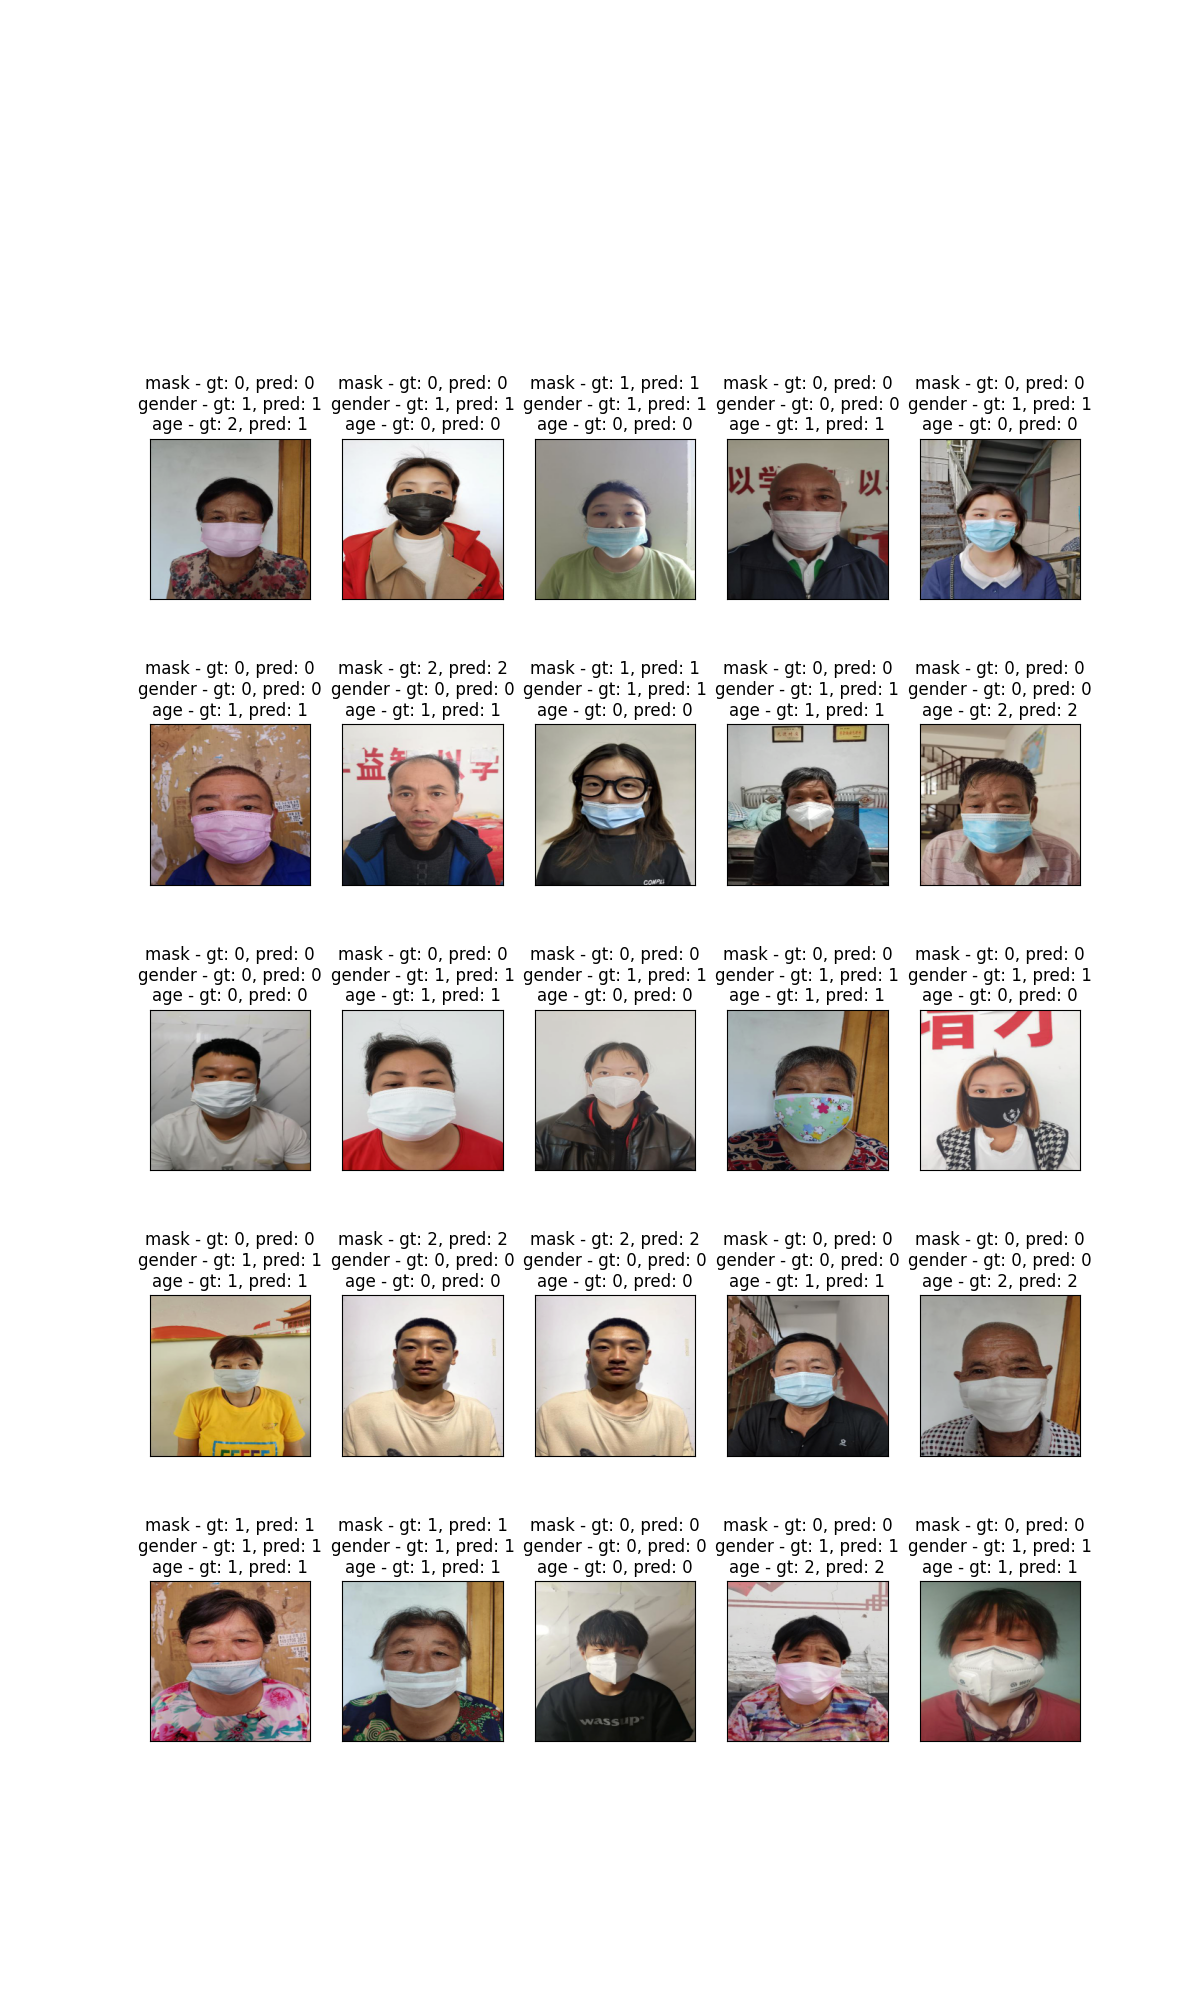 mask - gt: 0, pred: 0
gender - gt: 1, pred: 1
age - gt: 2, pred: 1
mask - gt: 0, pred: 0
gender - gt: 1, pred: 1
age - gt: 0, pred: 0
mask - gt: 1, pred: 1
gender - gt: 1, pred: 1
age - gt: 0, pred: 0
mask - gt: 0, pred: 0
gender - gt: 0, pred: 0
age - gt: 1, pred: 1
mask - gt: 0, pred: 0
gender - gt: 1, pred: 1
age - gt: 0, pred: 0
以学 以
mask - gt: 0, pred: 0
gender - gt: 0, pred: 0
age - gt: 1, pred: 1
mask - gt: 2, pred: 2
gender - gt: 0, pred: 0
age - gt: 1, pred: 1
mask - gt: 1, pred: 1
gender - gt: 1, pred: 1
age - gt: 0, pred: 0
mask - gt: 0, pred: 0
gender - gt: 1, pred: 1
age - gt: 1, pred: 1
mask - gt: 0, pred: 0
gender - gt: 0, pred: 0
age - gt: 2, pred: 2
益智 以学
mask - gt: 0, pred: 0
gender - gt: 0, pred: 0
age - gt: 0, pred: 0
mask - gt: 0, pred: 0
gender - gt: 1, pred: 1
age - gt: 1, pred: 1
mask - gt: 0, pred: 0
gender - gt: 1, pred: 1
age - gt: 0, pred: 0
mask - gt: 0, pred: 0
gender - gt: 1, pred: 1
age - gt: 1, pred: 1
mask - gt: 0, pred: 0
gender - gt: 1, pred: 1
age - gt: 0, pred: 0
才
mask - gt: 0, pred: 0
gender - gt: 1, pred: 1
age - gt: 1, pred: 1
mask - gt: 2, pred: 2
gender - gt: 0, pred: 0
age - gt: 0, pred: 0
mask - gt: 2, pred: 2
gender - gt: 0, pred: 0
age - gt: 0, pred: 0
mask - gt: 0, pred: 0
gender - gt: 0, pred: 0
age - gt: 1, pred: 1
mask - gt: 0, pred: 0
gender - gt: 0, pred: 0
age - gt: 2, pred: 2
mask - gt: 1, pred: 1
gender - gt: 1, pred: 1
age - gt: 1, pred: 1
mask - gt: 1, pred: 1
gender - gt: 1, pred: 1
age - gt: 1, pred: 1
mask - gt: 0, pred: 0
gender - gt: 0, pred: 0
age - gt: 0, pred: 0
mask - gt: 0, pred: 0
gender - gt: 1, pred: 1
age - gt: 2, pred: 2
mask - gt: 0, pred: 0
gender - gt: 1, pred: 1
age - gt: 1, pred: 1
wassup